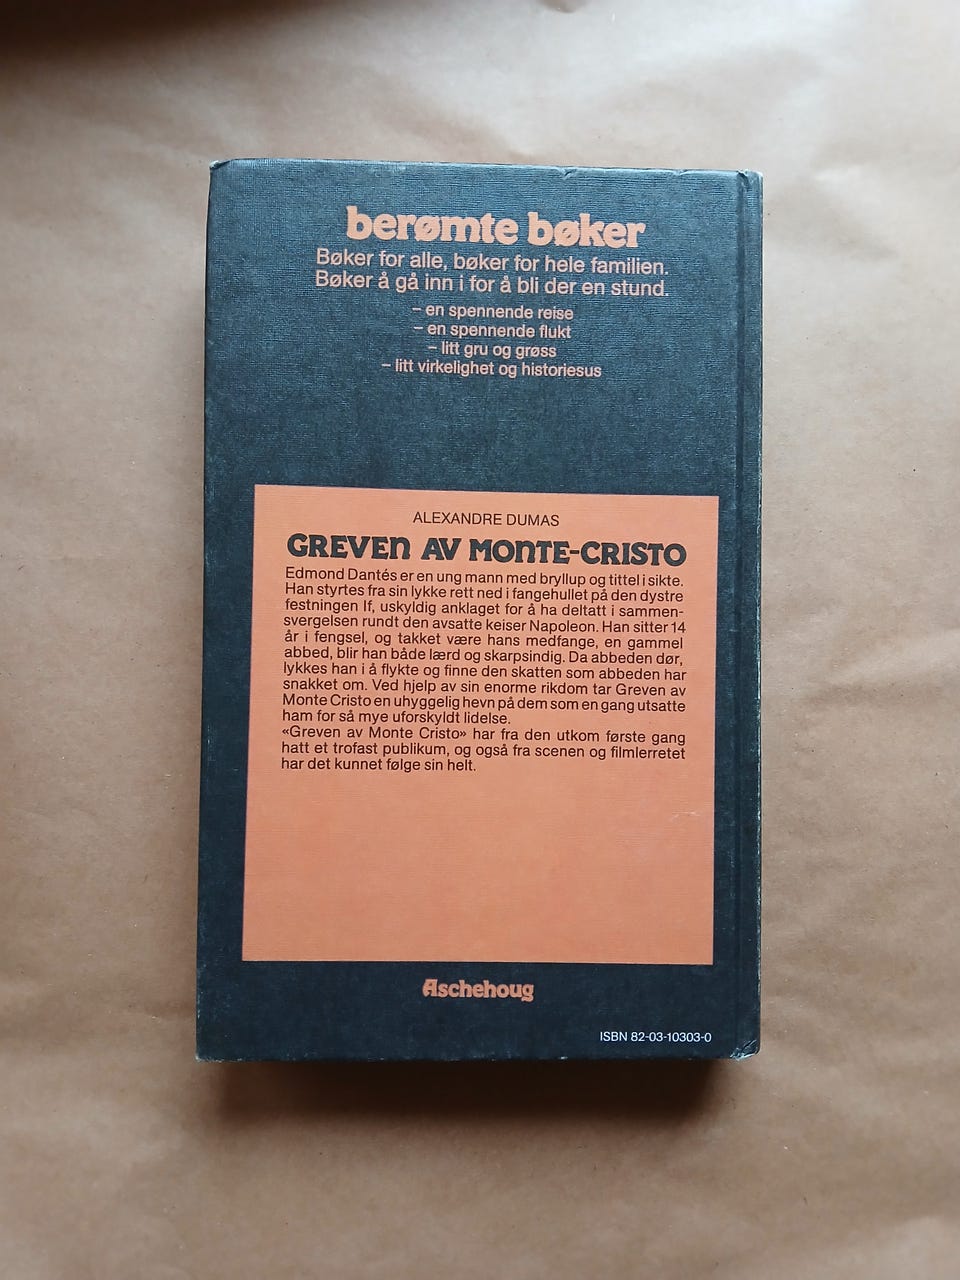 berømte bøker
Bøker for alle, bøker for hele familien.
Bøker å gå inn i for å bli der en stund.
– en spennende reise
– en spennende flukt
– litt gru og grøss
– litt virkelighet og historiesus
ALEXANDRE DUMAS
GREVEN AV MONTE-CRISTO
Edmond Dantés er en ung mann med bryllup og tittel i sikte.
Han styrtes fra sin lykke rett ned i fangehullet på den dystre
festningen If, uskyldig anklaget for å ha deltatt i sammen-
svergelsen rundt den avsatte keiser Napoleon. Han sitter 14
år i fengsel, og takket være hans medfange, en gammel
abbed, blir han både lærd og skarpsindig. Da abbeden dør,
lykkes han i å flykte og finne den skatten som abbeden har
snakket om. Ved hjelp av sin enorme rikdom tar Greven av
Monte Cristo en uhyggelig hevn på dem som en gang utsatte
ham for så mye uforskyldt lidelse.
«Greven av Monte Cristo» har fra den utkom første gang
hatt et trofast publikum, og også fra scenen og filmlerretet
har det kunnet følge sin helt.
Aschehoug
ISBN 82-03-10303-0